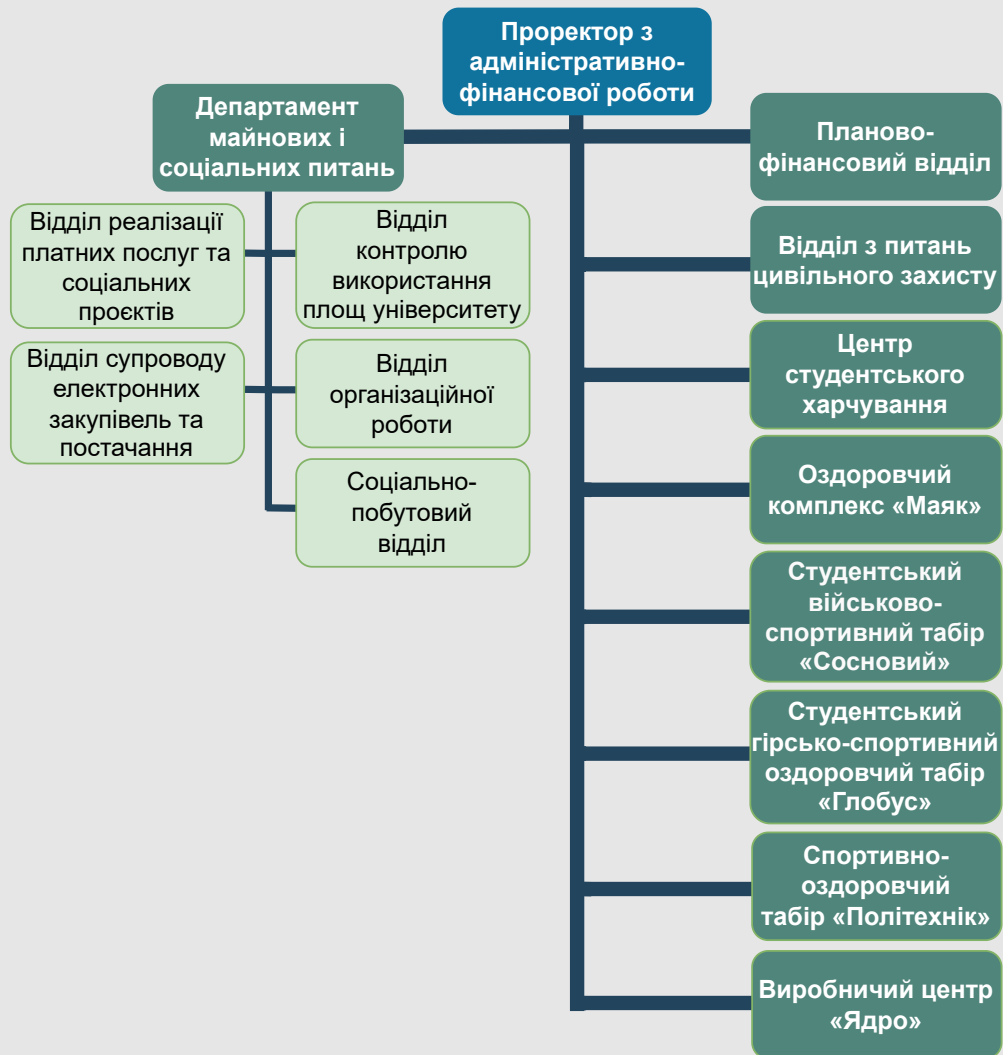 Проректор з
адміністративно-
фінансової роботи
Департамент
майнових і
соціальних питань
Відділ реалізації
платних послуг та
соціальних
проєктів
Відділ
контролю
використання
площ університету
Відділ супроводу
електронних
закупівель та
постачання
Відділ
організаційної
роботи
Соціально-
побутовий
відділ
Планово-
фінансовий відділ
Відділ з питань
цивільного захисту
Центр
студентського
харчування
Оздоровчий
комплекс «Маяк»
Студентський
військово-
спортивний табір
«Сосновий»
Студентський
гірсько-спортивний
оздоровчий табір
«Глобус»
Спортивно-
оздоровчий
табір «Політехнік»
Виробничий центр
«Ядро»